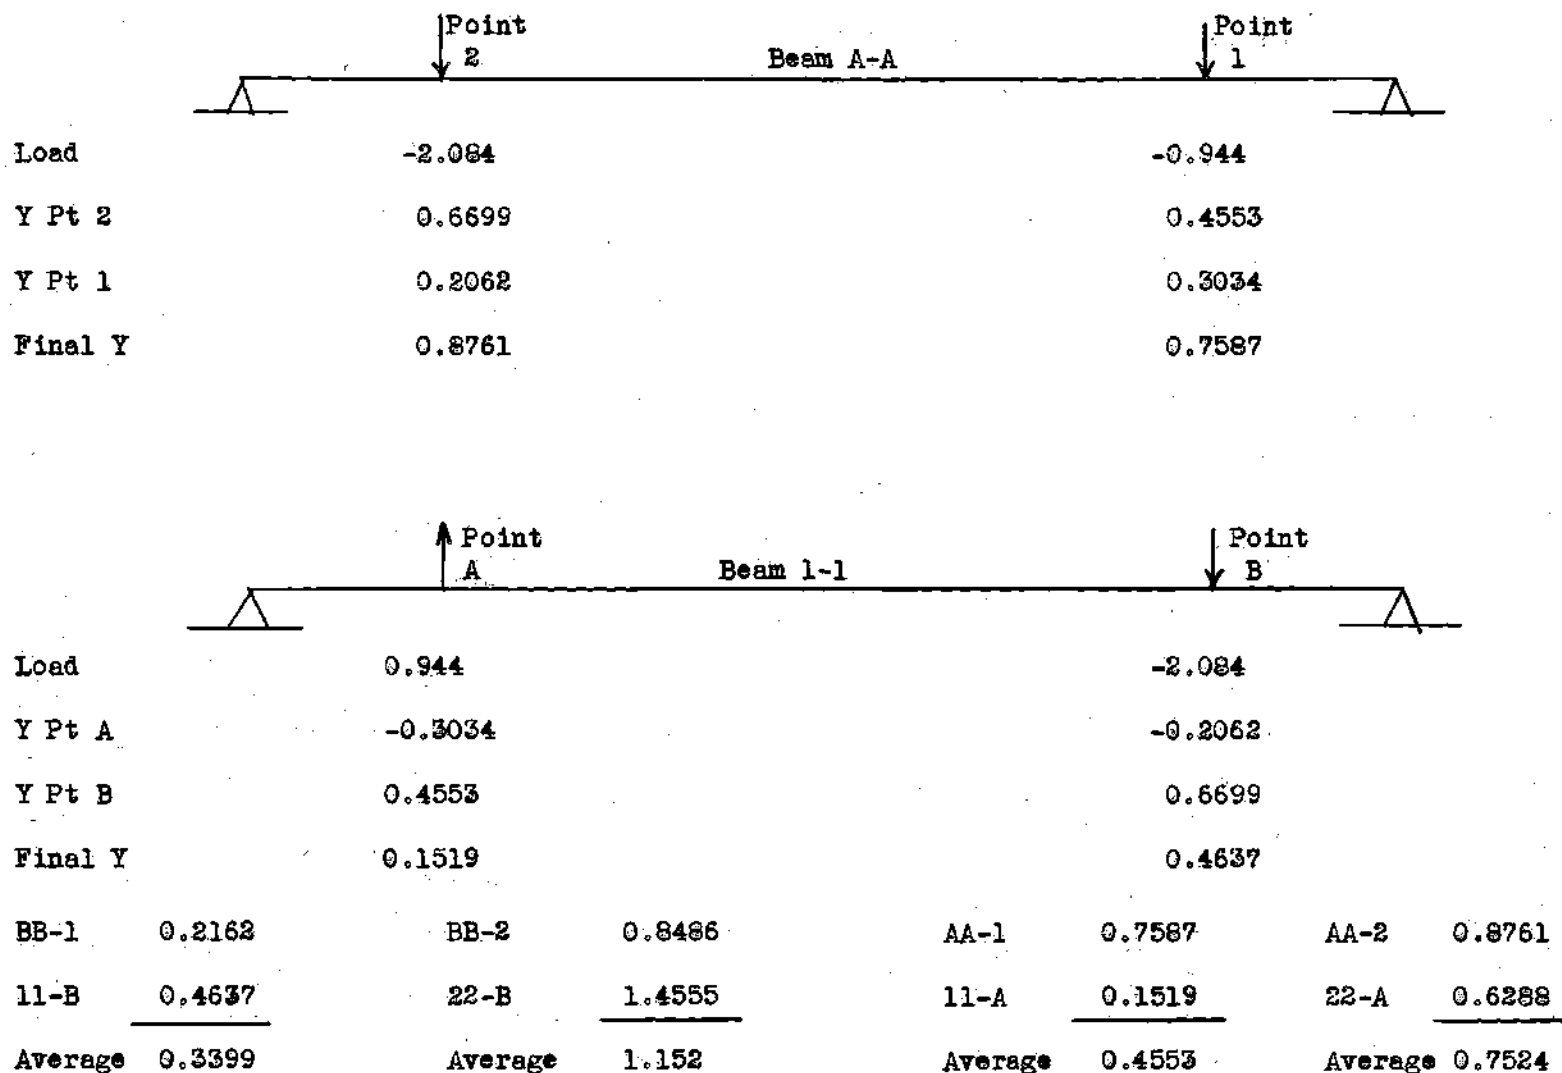 Point Point
2 Beam A-A 1
Load -2.084 -0.944
Y Pt 2 0.6699 0.4553
Y Pt 1 0.2062 0.3034
Final Y 0.8761 0.7587
Point Point
A Beam 1-1 B
Load 0.944 -2.084
Y Pt A -0.3034 -0.2062
Y Pt B 0.4553 0.6699
Final Y 0.1519 0.4637
BB-1 0.2162 BB-2 0.8486 AA-1 0.7587 AA-2 0.8761
11-B 0.4637 22-B 1.4555 11-A 0.1519 22-A 0.6288
Average 0.3399 Average 1.152 Average 0.4553 Average 0.7524